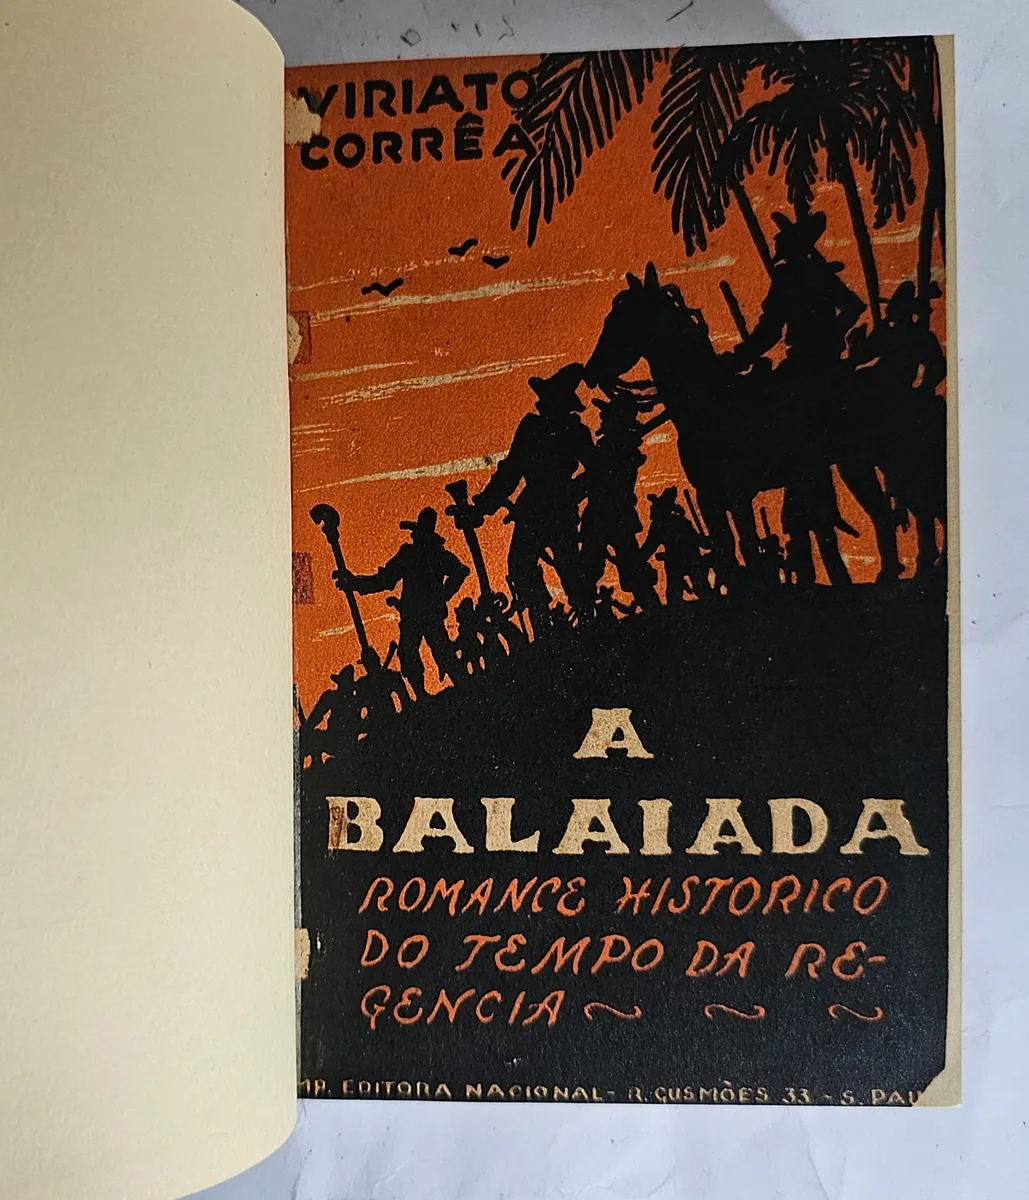 VIRIATO
CORRÊA
A
BALAIADA
ROMANCE HISTORICO
DO TEMPO DA RE-
GENCIA ~ ~ ~
MP. EDITORA NACIONAL - R. GUSMÕES 33 - S. PAU